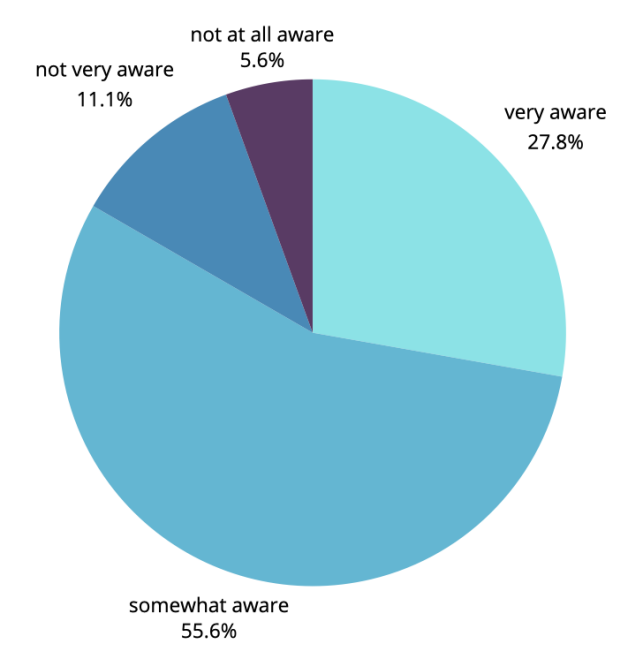 not at all aware
5.6%
not very aware
11.1%
very aware
27.8%
somewhat aware
55.6%